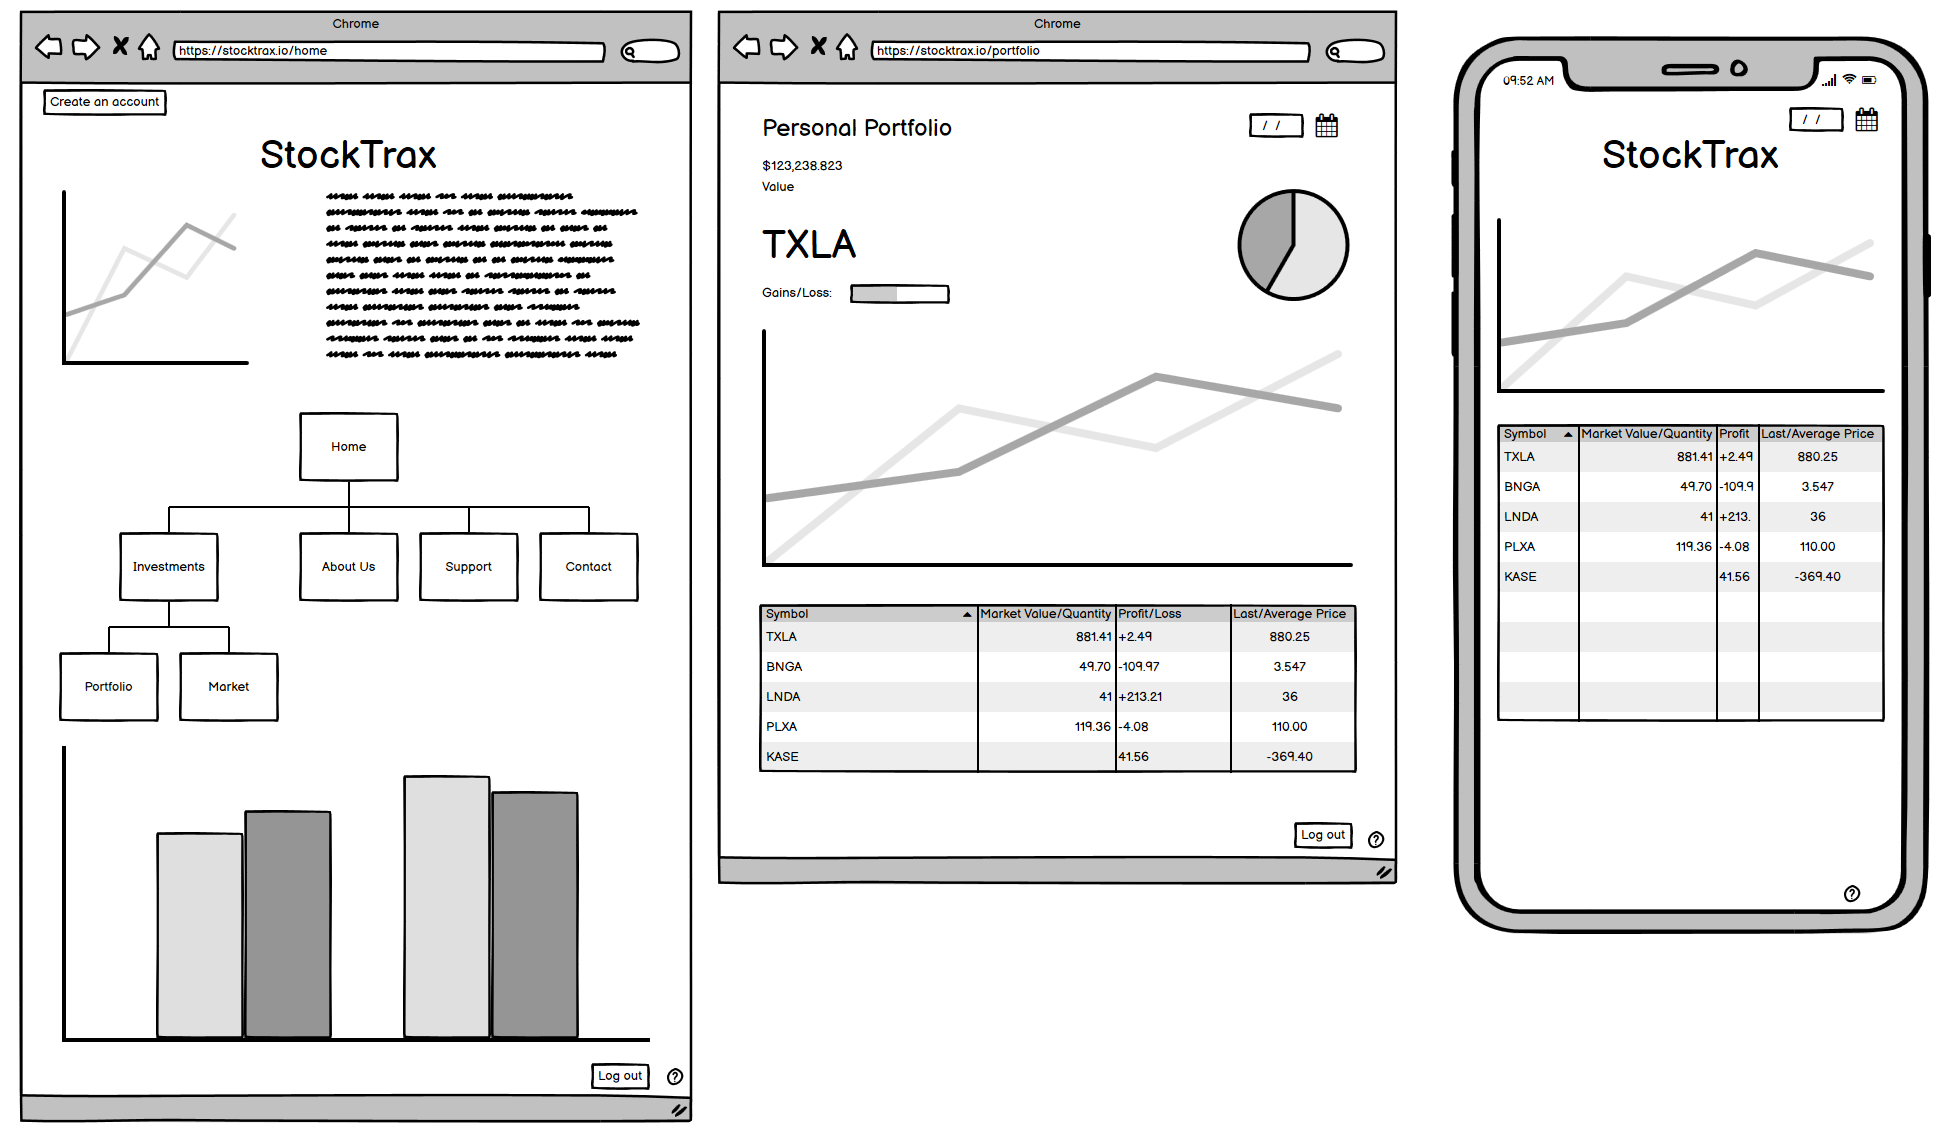 Chrome
https://stocktrax.io/home
Create an account
StockTrax
Home
Investments
About Us
Support
Contact
Portfolio
Market
Log out
?
Chrome
https://stocktrax.io/portfolio
Personal Portfolio
/ /
$123,238.823
Value
TXLA
Gains/Loss:
Symbol Market Value/Quantity Profit/Loss Last/Average Price
TXLA 881.41 +2.49 880.25
BNGA 49.70 -109.97 3.547
LNDA 41 +213.21 36
PLXA 119.36 -4.08 110.00
KASE 41.56 -369.40
Log out
?
09:52 AM
/ /
StockTrax
Symbol Market Value/Quantity Profit Last/Average Price
TXLA 881.41 +2.49 880.25
BNGA 49.70 -109.9 3.547
LNDA 41 +213. 36
PLXA 119.36 -4.08 110.00
KASE 41.56 -369.40
?